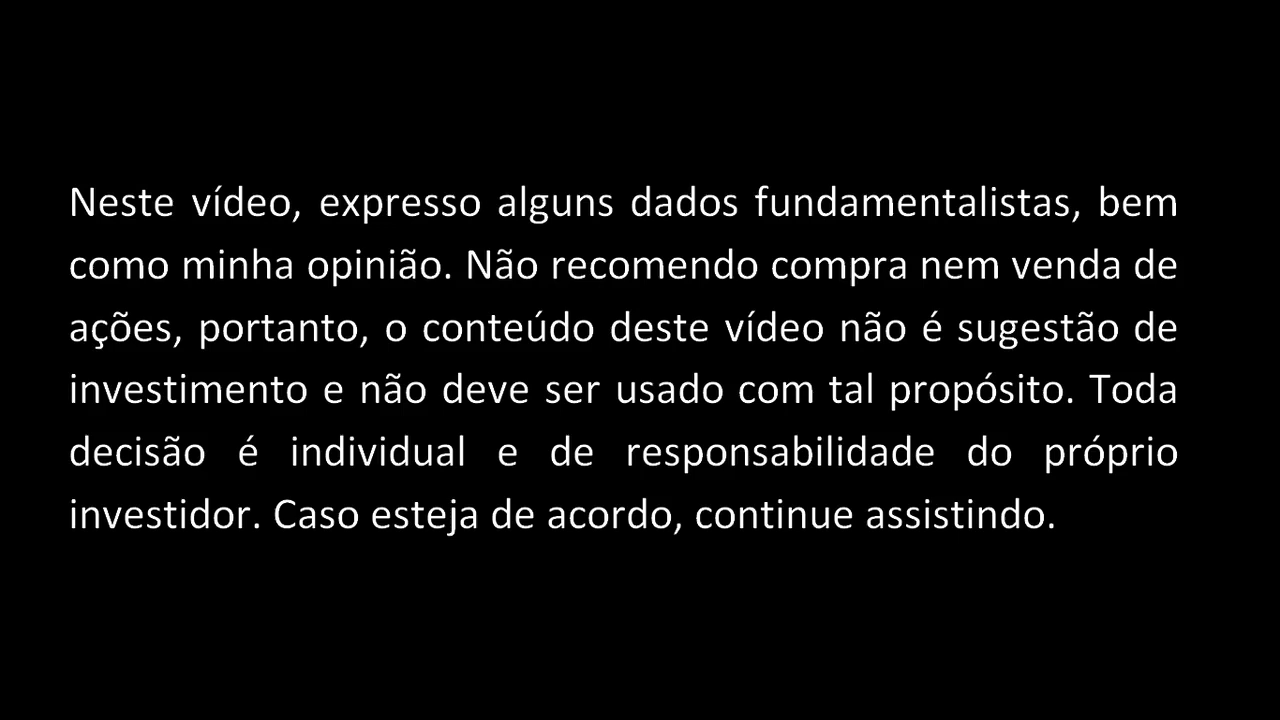 Neste vídeo, expresso alguns dados fundamentalistas, bem
como minha opinião. Não recomendo compra nem venda de
ações, portanto, o conteúdo deste vídeo não é sugestão de
investimento e não deve ser usado com tal propósito. Toda
decisão é individual e de responsabilidade do próprio
investidor. Caso esteja de acordo, continue assistindo.